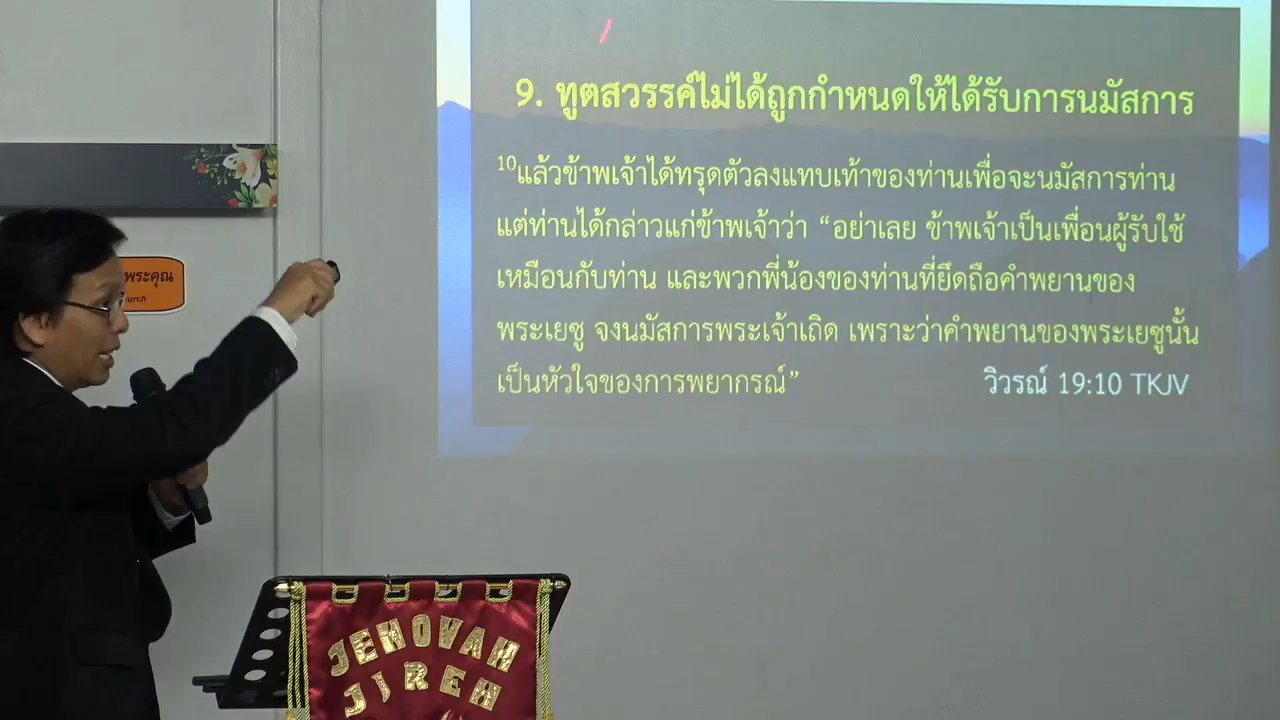 9. ทูตสวรรค์ไม่ได้ถูกกำหนดให้ได้รับการนมัสการ
10แล้วข้าพเจ้าได้ทรุดตัวลงแทบเท้าของท่านเพื่อจะนมัสการท่าน
แต่ท่านได้กล่าวแก่ข้าพเจ้าว่า “อย่าเลย ข้าพเจ้าเป็นเพื่อนผู้รับใช้
เหมือนกับท่าน และพวกพี่น้องของท่านที่ยึดถือคำพยานของ
พระเยซู จงนมัสการพระเจ้าเถิด เพราะว่าคำพยานของพระเยซูนั้น
เป็นหัวใจของการพยากรณ์” วิวรณ์ 19:10 TKJV
พระคุณ
JEHOVAH
JIREH